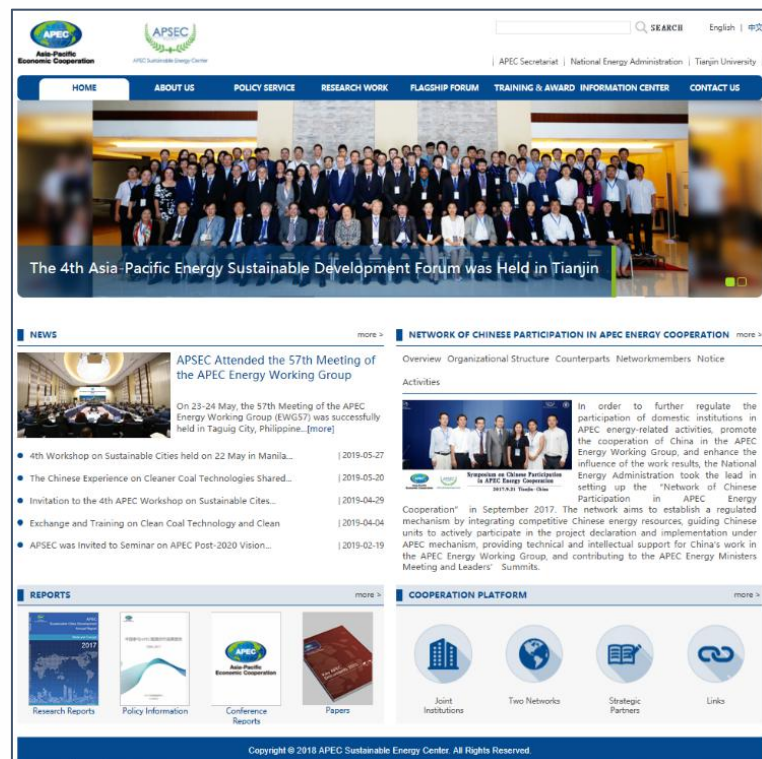 APEC
Asia-Pacific
Economic Cooperation
APSEC
APEC Sustainable Energy Center
SEARCH
English | 中文
| APEC Secretariat | National Energy Administration | Tianjin University
HOME ABOUT US POLICY SERVICE RESEARCH WORK FLAGSHIP FORUM TRAINING & AWARD INFORMATION CENTER CONTACT US
The 4th Asia-Pacific Energy Sustainable Development Forum was Held in Tianjin
NEWS more >
APSEC Attended the 57th Meeting of
the APEC Energy Working Group
On 23-24 May, the 57th Meeting of the APEC
Energy Working Group (EWG57) was successfully
held in Taguig City, Philippine...[more]
4th Workshop on Sustainable Cities held on 22 May in Manila... | 2019-05-27
The Chinese Experience on Cleaner Coal Technologies Shared... | 2019-05-20
Invitation to the 4th APEC Workshop on Sustainable Cites... | 2019-04-29
Exchange and Training on Clean Coal Technology and Clean | 2019-04-04
APSEC was Invited to Seminar on APEC Post-2020 Vision... | 2019-02-19
NETWORK OF CHINESE PARTICIPATION IN APEC ENERGY COOPERATION more >
Overview Organizational Structure Counterparts Networkmembers Notice
Activities
Symposium on Chinese Participation
in APEC Energy Cooperation
2017.9.21 Tianjin · China
In order to further regulate the
participation of domestic institutions in
APEC energy-related activities, promote
the cooperation of China in the APEC
Energy Working Group, and enhance the
influence of the work results, the National
Energy Administration took the lead in
setting up the "Network of Chinese
Participation in APEC Energy
Cooperation" in September 2017. The network aims to establish a regulated
mechanism by integrating competitive Chinese energy resources, guiding Chinese
units to actively participate in the project declaration and implementation under
APEC mechanism, providing technical and intellectual support for China's work in
the APEC Energy Working Group, and contributing to the APEC Energy Ministers
Meeting and Leaders' Summits.
REPORTS more >
2017
APEC
Asia-Pacific
Economic Cooperation
Research Reports
Policy Information
Conference
Reports
Papers
COOPERATION PLATFORM more >
Joint
Institutions
Two Networks
Strategic
Partners
Links
Copyright © 2018 APEC Sustainable Energy Center. All Rights Reserved.